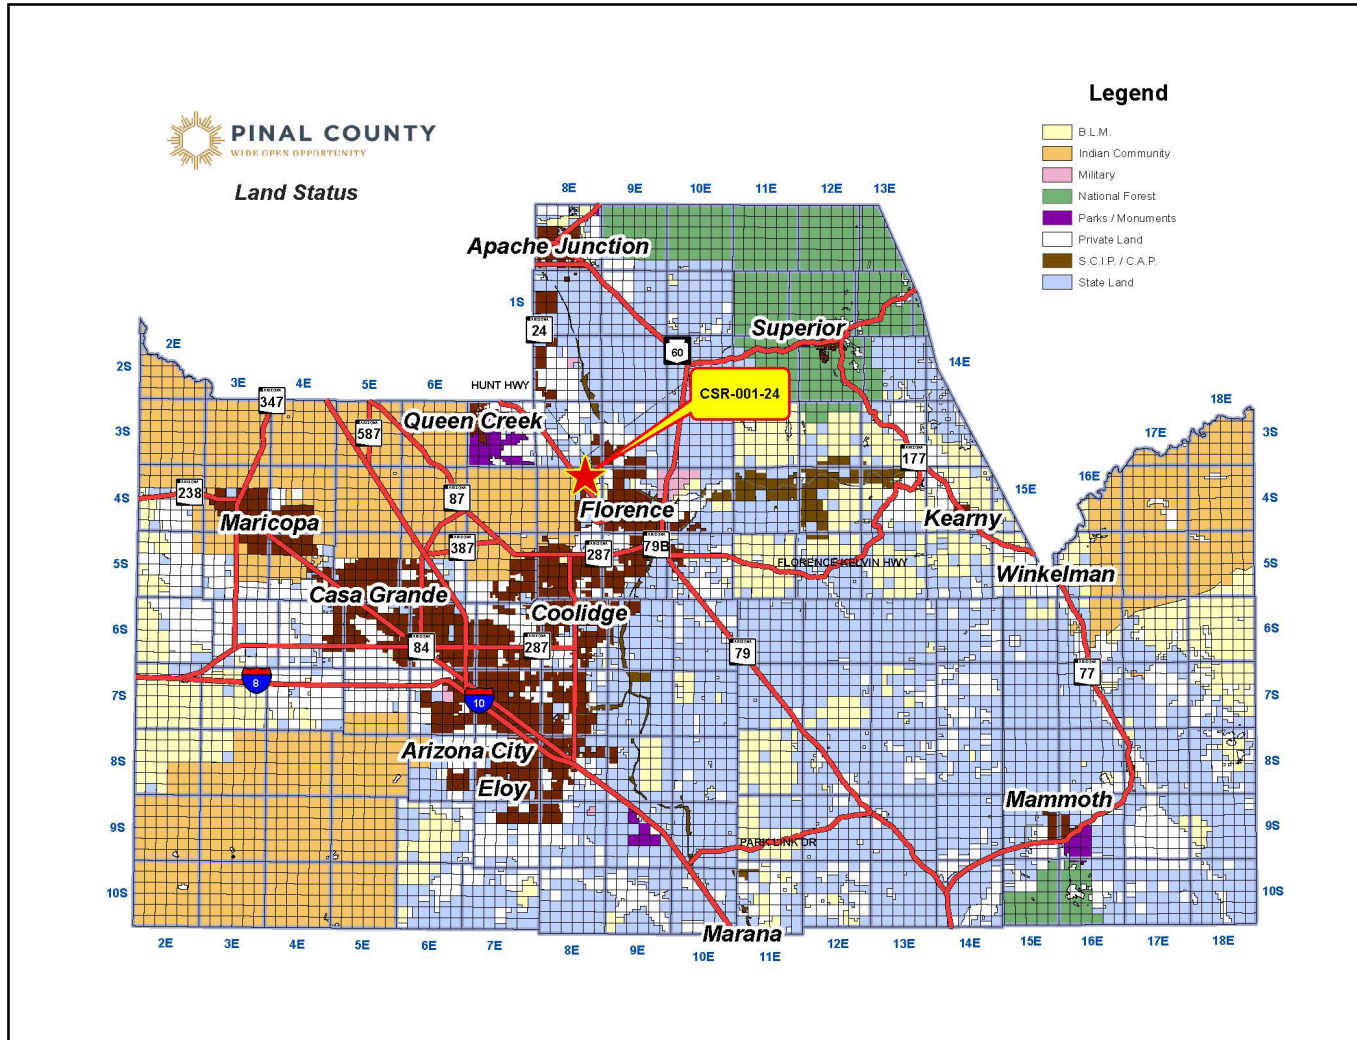 PINAL COUNTY
WIDE OPEN OPPORTUNITY
Land Status
Legend
B.L.M.
Indian Community
Military
National Forest
Parks / Monuments
Private Land
S.C.I.P. / C.A.P.
State Land
8E 9E 10E 11E 12E 13E
Apache Junction
1S
24
Superior
60
2E
14E
2S
3E 4E 5E 6E
HUNT HWY
CSR-001-24
347
18E
Queen Creek
587
17E
3S
3S
177
16E
238
87
15E
4S
4S
Florence
Maricopa
Kearny
387
287
79B
FLORENCE KELVIN HWY
5S
5S
Winkelman
Casa Grande
Coolidge
6S
6S
84
287
79
77
8
7S
7S
10
Arizona City
8S
8S
Eloy
Mammoth
9S
9S
PARK LINK DR
10S
10S
Marana
2E 3E 4E 5E 6E 7E 8E 9E 10E 11E 12E 13E 14E 15E 16E 17E 18E